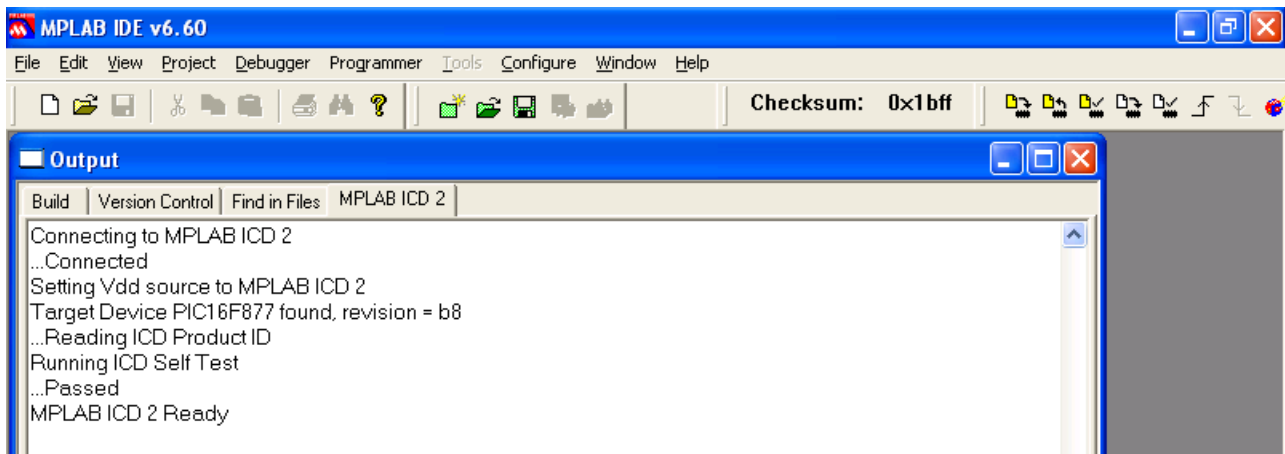 MPLAB IDE v6.60
File Edit View Project Debugger Programmer Tools Configure Window Help
Checksum: 0x1bff
Output
Build Version Control Find in Files MPLAB ICD 2
Connecting to MPLAB ICD 2
...Connected
Setting Vdd source to MPLAB ICD 2
Target Device PIC16F877 found, revision = b8
...Reading ICD Product ID
Running ICD Self Test
...Passed
MPLAB ICD 2 Ready